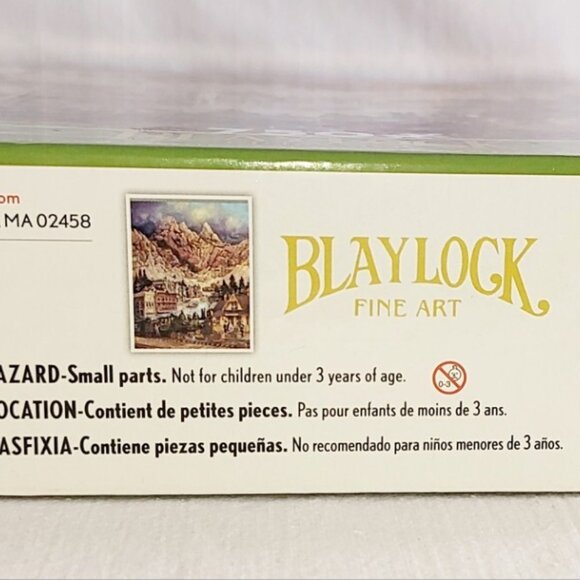 om
MA 02458
BLAYLOCK
FINE ART
AZARD-Small parts. Not for children under 3 years of age.
0-3
OCATION-Contient de petites pieces. Pas pour enfants de moins de 3 ans.
ASFIXIA-Contiene piezas pequeñas. No recomendado para niños menores de 3 años.